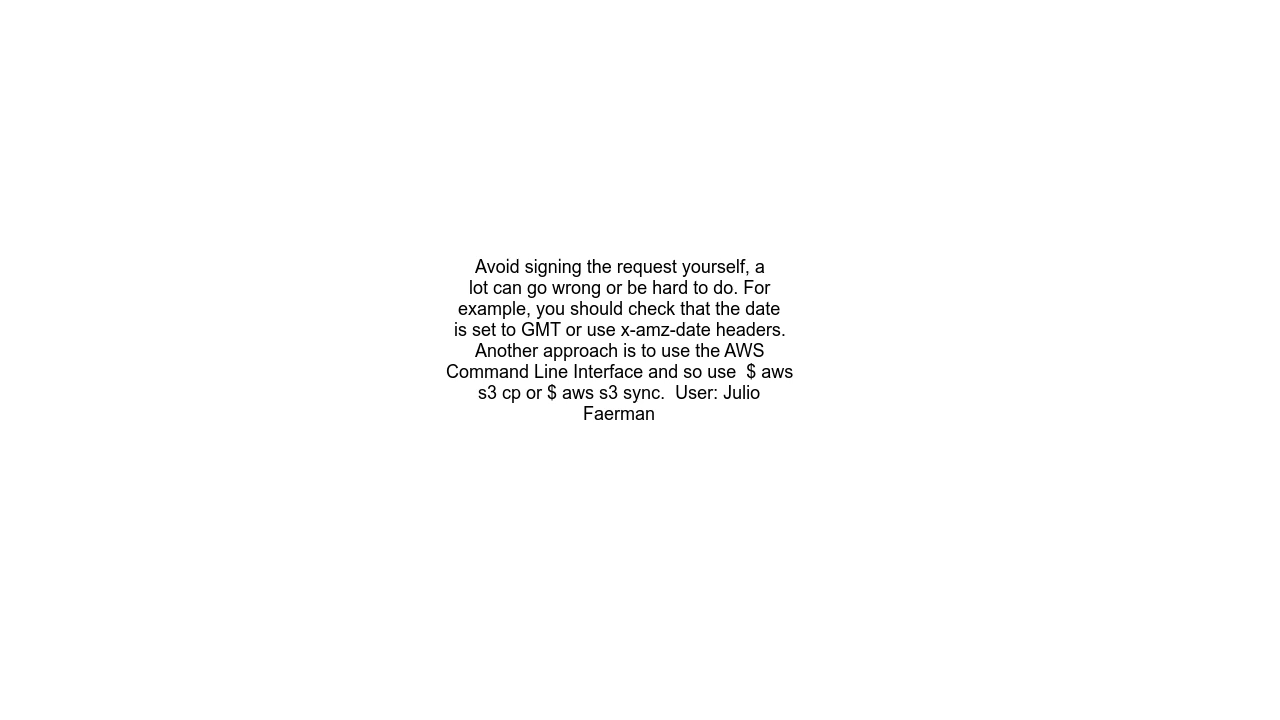 Avoid signing the request yourself, a
lot can go wrong or be hard to do. For
example, you should check that the date
is set to GMT or use x-amz-date headers.
Another approach is to use the AWS
Command Line Interface and so use  $ aws
s3 cp or $ aws s3 sync.  User: Julio
Faerman